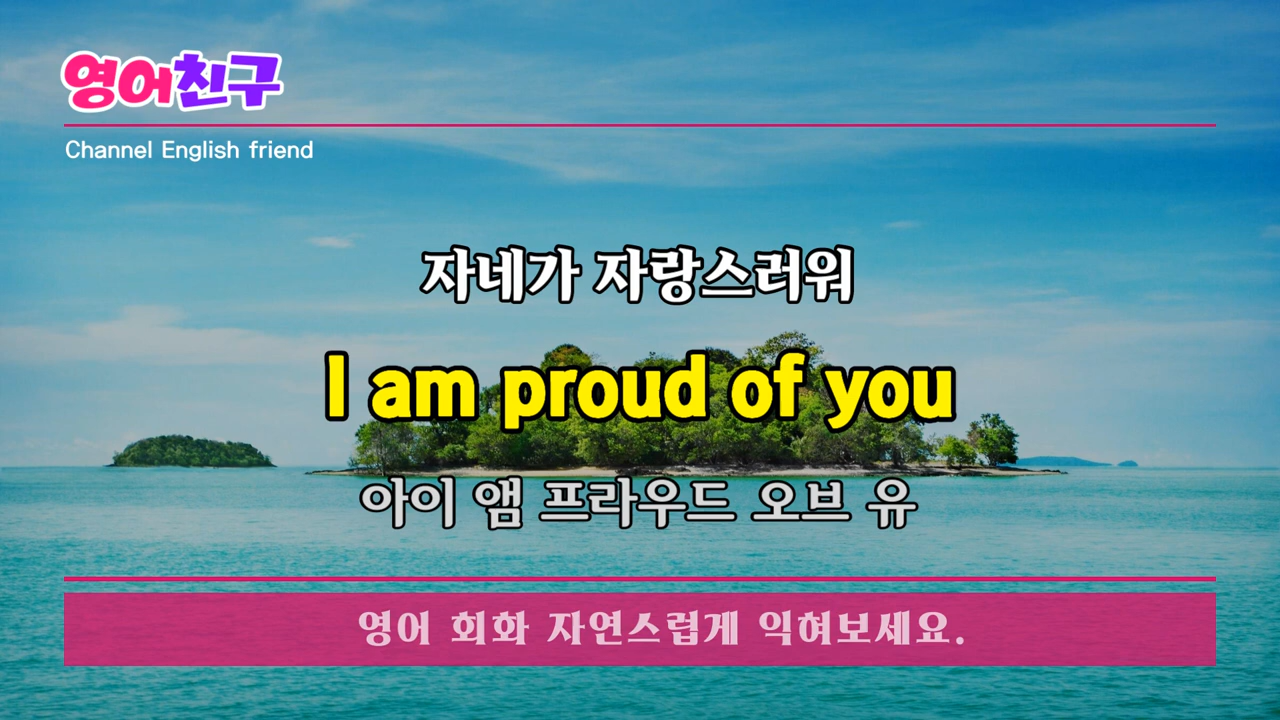 영어친구
Channel English friend
자네가 자랑스러워
I am proud of you
아이 앰 프라우드 오브 유
영어 회화 자연스럽게 익혀보세요.